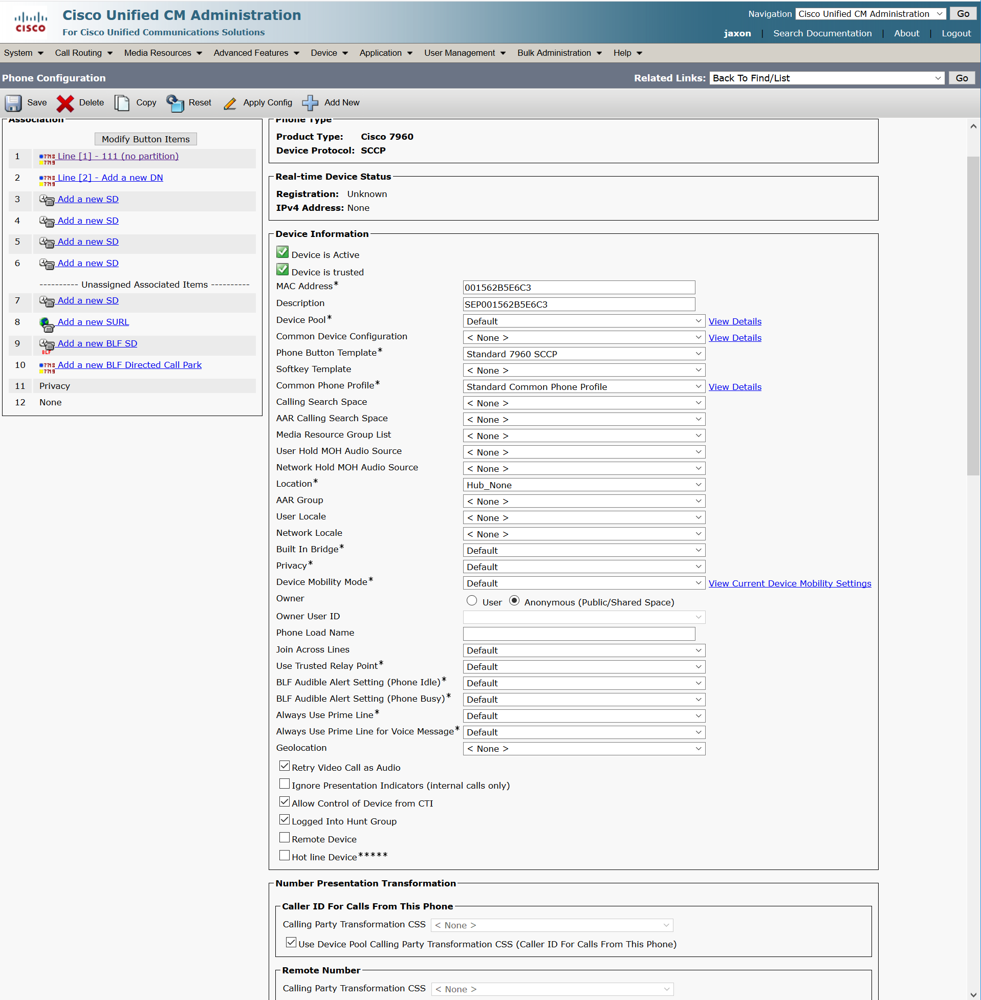 CISCO
Cisco Unified CM Administration
For Cisco Unified Communications Solutions
Navigation Cisco Unified CM Administration Go
jaxon | Search Documentation | About | Logout
System Call Routing Media Resources Advanced Features Device Application User Management Bulk Administration Help
Phone Configuration
Related Links: Back To Find/List Go
Save Delete Copy Reset Apply Config Add New
Association
Modify Button Items
1 Line [1] - 111 (no partition)
2 Line [2] - Add a new DN
3 Add a new SD
4 Add a new SD
5 Add a new SD
6 Add a new SD
---------- Unassigned Associated Items ----------
7 Add a new SD
8 Add a new SURL
9 Add a new BLF SD
10 Add a new BLF Directed Call Park
11 Privacy
12 None
Phone Type
Product Type: Cisco 7960
Device Protocol: SCCP
Real-time Device Status
Registration: Unknown
IPv4 Address: None
Device Information
Device is Active
Device is trusted
MAC Address* 001562B5E6C3
Description SEP001562B5E6C3
Device Pool* Default View Details
Common Device Configuration < None > View Details
Phone Button Template* Standard 7960 SCCP
Softkey Template < None >
Common Phone Profile* Standard Common Phone Profile View Details
Calling Search Space < None >
AAR Calling Search Space < None >
Media Resource Group List < None >
User Hold MOH Audio Source < None >
Network Hold MOH Audio Source < None >
Location* Hub_None
AAR Group < None >
User Locale < None >
Network Locale < None >
Built In Bridge* Default
Privacy* Default
Device Mobility Mode* Default View Current Device Mobility Settings
Owner User Anonymous (Public/Shared Space)
Owner User ID
Phone Load Name
Join Across Lines Default
Use Trusted Relay Point* Default
BLF Audible Alert Setting (Phone Idle)* Default
BLF Audible Alert Setting (Phone Busy)* Default
Always Use Prime Line* Default
Always Use Prime Line for Voice Message* Default
Geolocation < None >
Retry Video Call as Audio
Ignore Presentation Indicators (internal calls only)
Allow Control of Device from CTI
Logged Into Hunt Group
Remote Device
Hot line Device*****
Number Presentation Transformation
Caller ID For Calls From This Phone
Calling Party Transformation CSS < None >
Use Device Pool Calling Party Transformation CSS (Caller ID For Calls From This Phone)
Remote Number
Calling Party Transformation CSS < None >